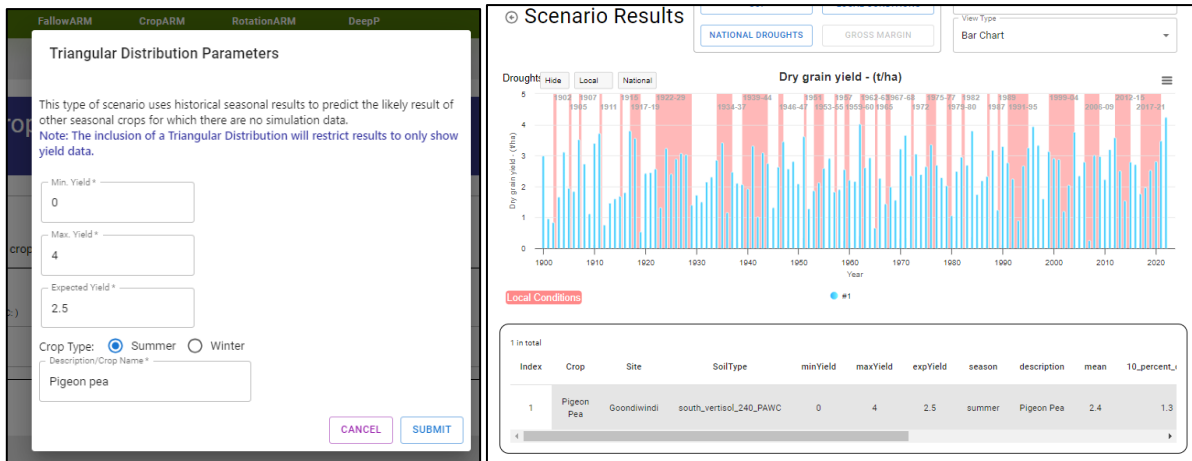 FallowARM CropARM RotationARM DeepP
Triangular Distribution Parameters
This type of scenario uses historical seasonal results to predict the likely result of
other seasonal crops for which there are no simulation data.
Note: The inclusion of a Triangular Distribution will restrict results to only show
yield data.
Min. Yield *
0
Max. Yield *
4
Expected Yield *
2.5
Crop Type: Summer Winter
Description/Crop Name *
Pigeon pea
CANCEL SUBMIT
crop
Scenario Results
NATIONAL DROUGHTS GROSS MARGIN
View Type
Bar Chart
Droughts Hide Local National
Dry grain yield - (t/ha)
1902 1907 1915 1922-29 1939-44 1951 1957 1962-63 1967-68 1975-77 1982 1989 1999-04 2012-15
1905 1911 1917-19 1934-37 1946-47 1953-55 1959-60 1965 1972 1979-80 1987 1991-95 2006-09 2017-21
Dry grain yield - (t/ha)
5
4
3
2
1
0
1900 1910 1920 1930 1940 1950 1960 1970 1980 1990 2000 2010 2020
Year
Local Conditions
#1
1 in total
Index Crop Site SoilType minYield maxYield expYield season description mean 10_percent_
1 Pigeon Pea Goondiwindi south_vertisol_240_PAWC 0 4 2.5 summer Pigeon Pea 2.4 1.3